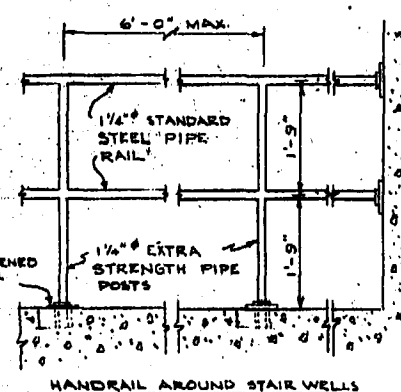 6'-0" MAX.
1¼"ø STANDARD
STEEL PIPE
RAIL
1'-9"
1¼"ø EXTRA
STRENGTH PIPE
POSTS
1'-9"
HANDRAIL AROUND STAIR WELLS